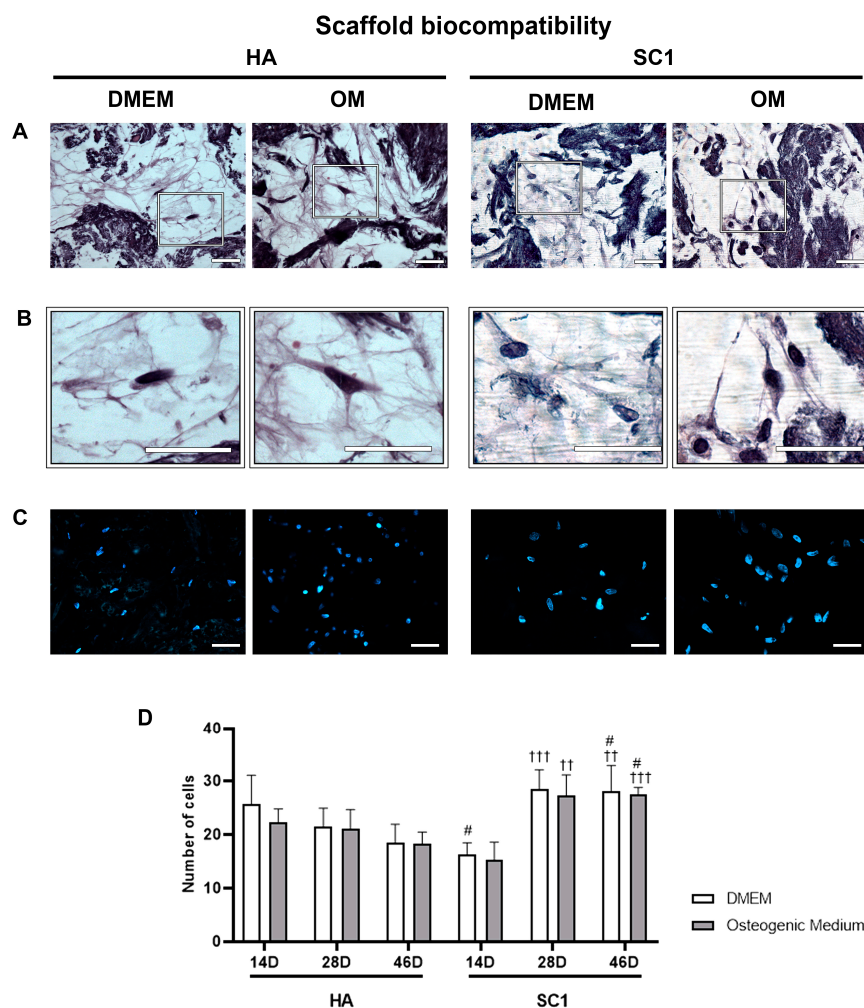 Scaffold biocompatibility
HA SC1
DMEM OM DMEM OM
A
B
C
D
Number of cells
40
30
20
10
0
#
†††
††
#
††
#
†††
14D 28D 46D 14D 28D 46D
HA SC1
DMEM
Osteogenic Medium